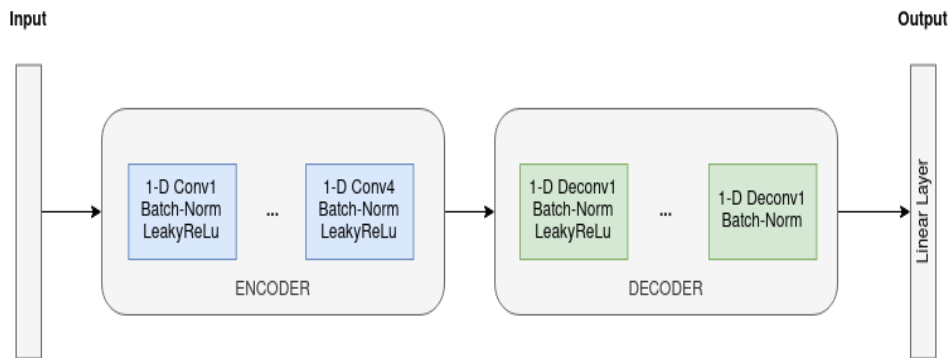 Input
Output
1-D Conv1
Batch-Norm
LeakyReLu
...
1-D Conv4
Batch-Norm
LeakyReLu
ENCODER
1-D Deconv1
Batch-Norm
LeakyReLu
...
1-D Deconv1
Batch-Norm
DECODER
Linear Layer